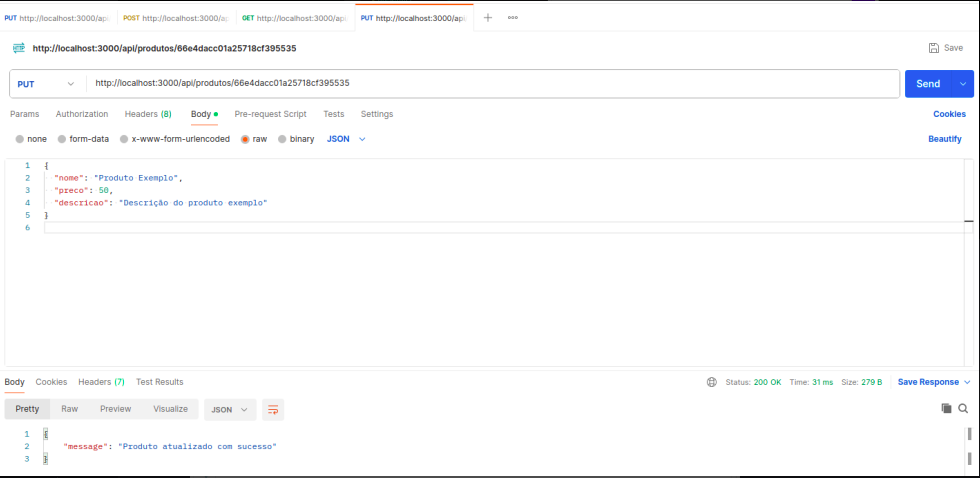 PUT http://localhost:3000/api POST http://localhost:3000/ap GET http://localhost:3000/api PUT http://localhost:3000/api + ooo
HTTP http://localhost:3000/api/produtos/66e4dacc01a25718cf395535 Save
PUT http://localhost:3000/api/produtos/66e4dacc01a25718cf395535 Send
Params Authorization Headers (8) Body Pre-request Script Tests Settings Cookies
none form-data x-www-form-urlencoded raw binary JSON Beautify
1 {
2 "nome": "Produto Exemplo",
3 "preco": 50,
4 "descricao": "Descrição do produto exemplo"
5 }
6
Body Cookies Headers (7) Test Results Status: 200 OK Time: 31 ms Size: 279 B Save Response
Pretty Raw Preview Visualize JSON
1 {
2 "message": "Produto atualizado com sucesso"
3 }